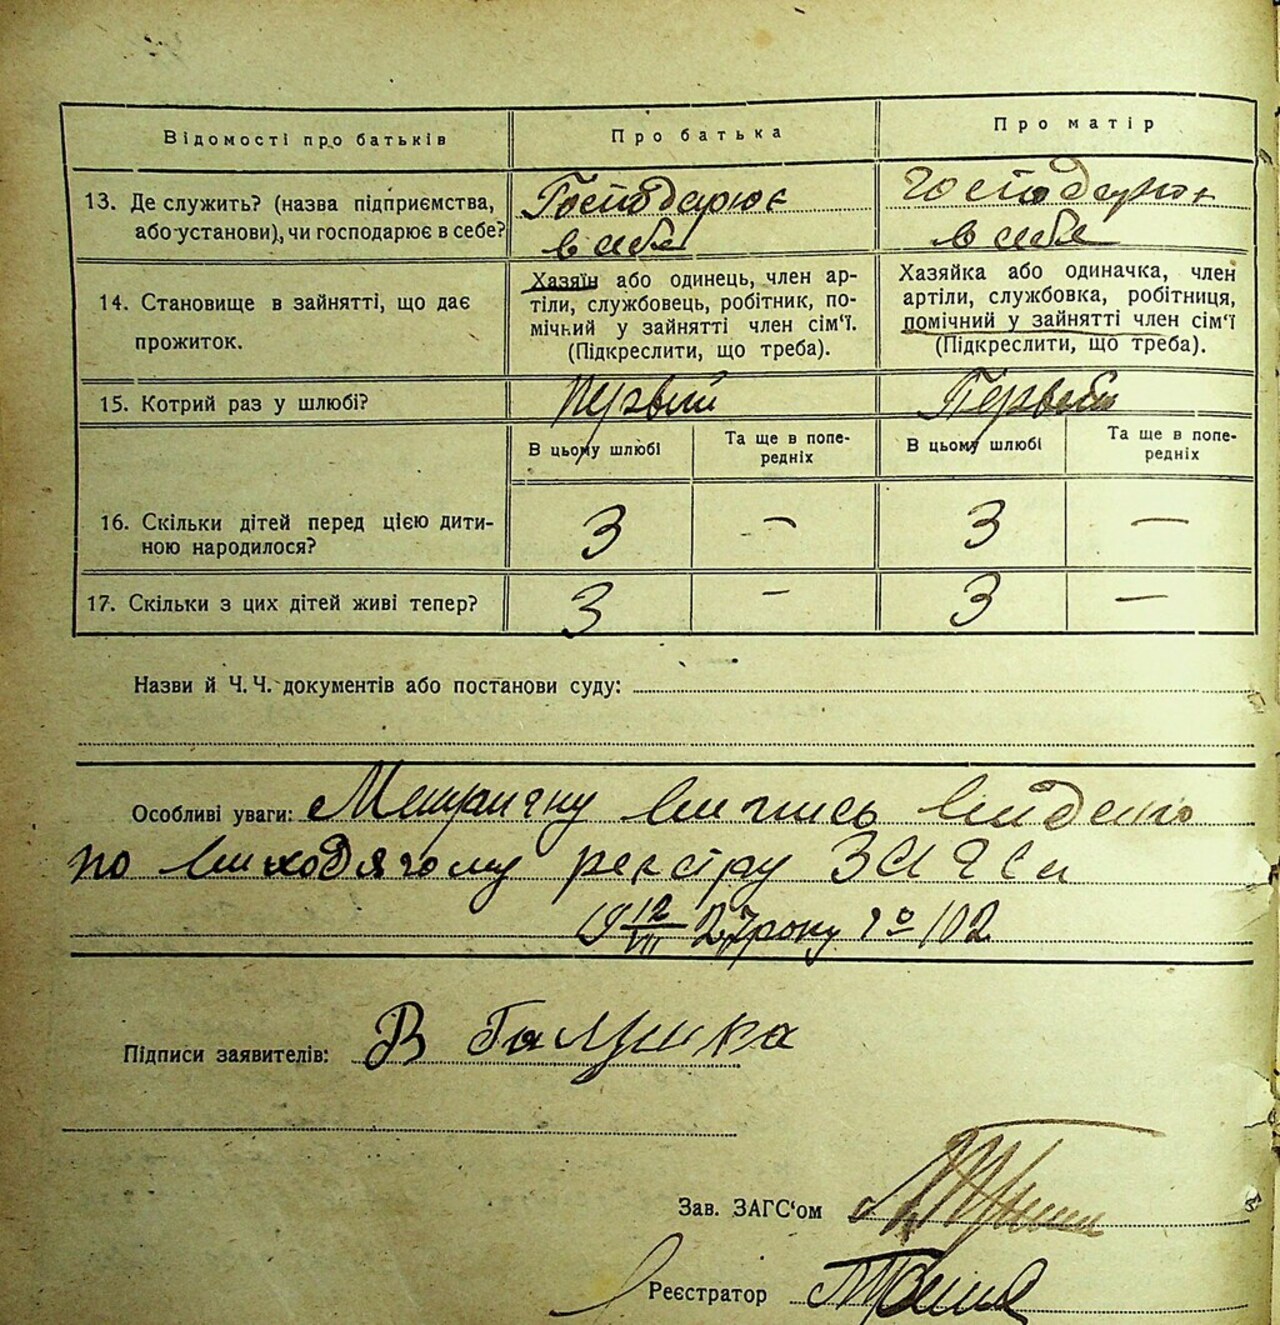 Відомості про батьків
Про батька
Про матір
13. Де служить? (назва підприємства,
або установи), чи господарює в себе?
Господарює
в себе
Господарює
в себе
14. Становище в зайнятті, що дає
прожиток.
Хазяїн або одинець, член ар-
тілі, службовець, робітник, по-
мічний у зайнятті член сім'ї.
(Підкреслити, що треба).
Хазяйка або одиначка, член
артілі, службовка, робітниця,
помічний у зайнятті член сім'ї
(Підкреслити, що треба).
15. Котрий раз у шлюбі?
Первий
Первый
В цьому шлюбі
Та ще в попе-
редніх
В цьому шлюбі
Та ще в попе-
редніх
16. Скільки дітей перед цією дити-
ною народилося?
3
—
3
—
17. Скільки з цих дітей живі тепер?
3
—
3
—
Назви й Ч.Ч. документів або постанови суду:
Особливі уваги: Метричну випись видано
по виходячому реєстру ЗАГСа
19 12/VII 27 року № 102
Підписи заявителів: В Галушка
Зав. ЗАГС'ом
Реєстратор